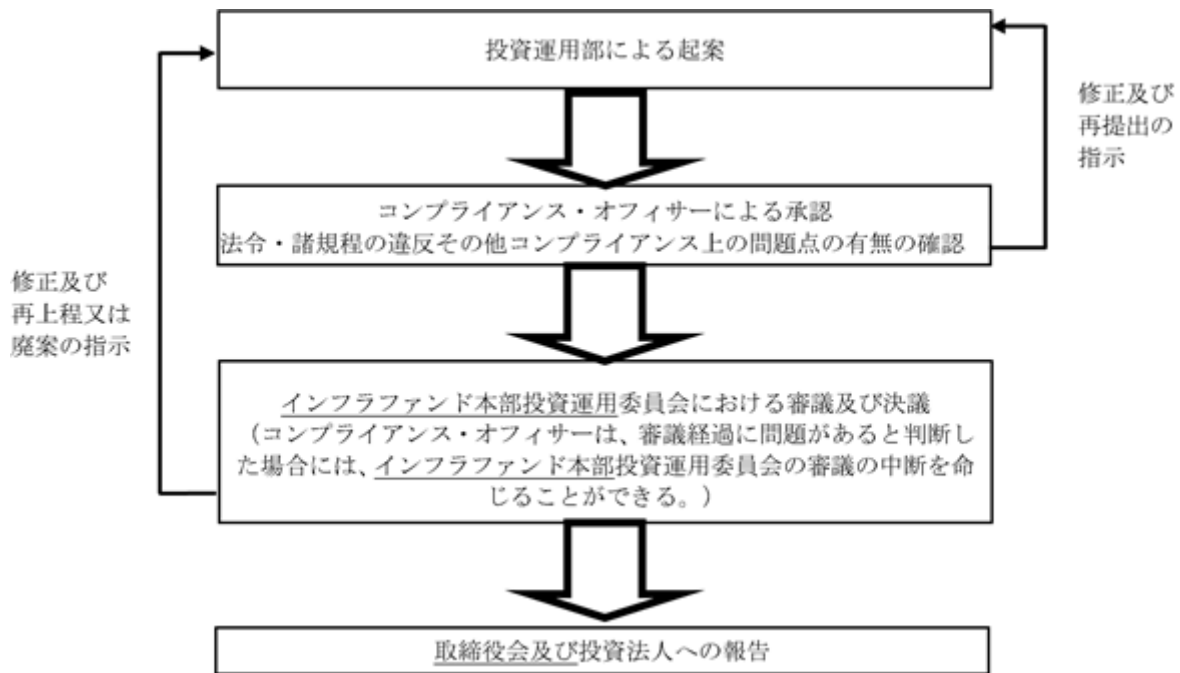 投資運用部による起案
修正及び
再提出の
指示
コンプライアンス・オフィサーによる承認
法令・諸規程の違反その他コンプライアンス上の問題点の有無の確認
修正及び
再上程又は
廃案の指示
インフラファンド本部投資運用委員会における審議及び決議
（コンプライアンス・オフィサーは、審議経過に問題があると判断し
た場合には、インフラファンド本部投資運用委員会の審議の中断を命
じることができる。）
取締役会及び投資法人への報告